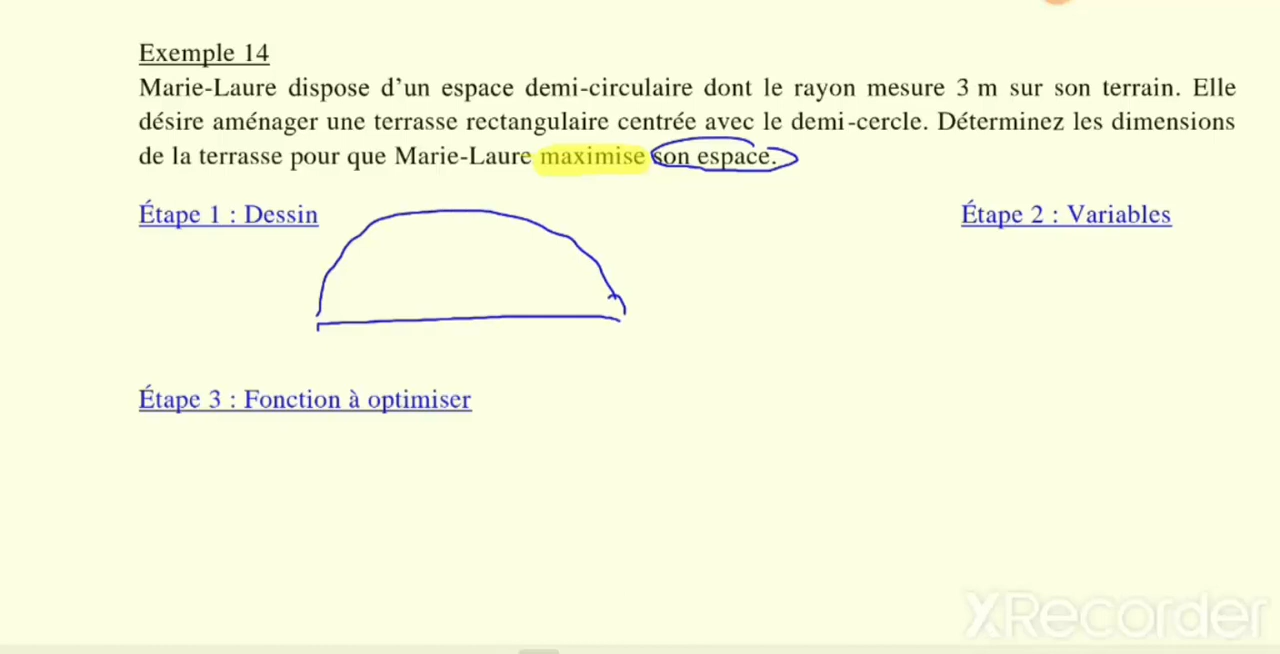 Exemple 14
Marie-Laure dispose d’un espace demi-circulaire dont le rayon mesure 3 m sur son terrain. Elle
désire aménager une terrasse rectangulaire centrée avec le demi-cercle. Déterminez les dimensions
de la terrasse pour que Marie-Laure maximise son espace.
Étape 1 : Dessin
Étape 2 : Variables
Étape 3 : Fonction à optimiser
XRecorder